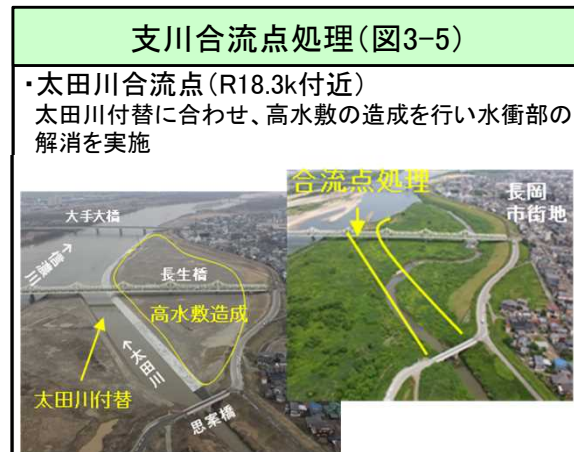 支川合流点処理(図3-5)
・太田川合流点(R18.3k付近)
太田川付替に合わせ、高水敷の造成を行い水衝部の
解消を実施
大手大橋
信濃川→
長生橋
高水敷造成
太田川付替
太田川→
思案橋
合流点処理
長岡
市街地